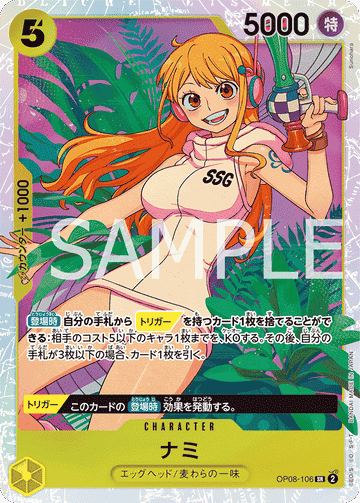 5
5000
特
カウンター +1000
SSG
SAMPLE
登場時 自分の手札から トリガー を持つカード1枚を捨てることができる:相手のコスト5以下のキャラ1枚までを、KOする。その後、自分の
手札が3枚以下の場合、カード1枚を引く。
トリガー このカードの 登場時 効果を発動する。
CHARACTER
ナミ
エッグヘッド/麦わらの一味
OP08-106 SR 2